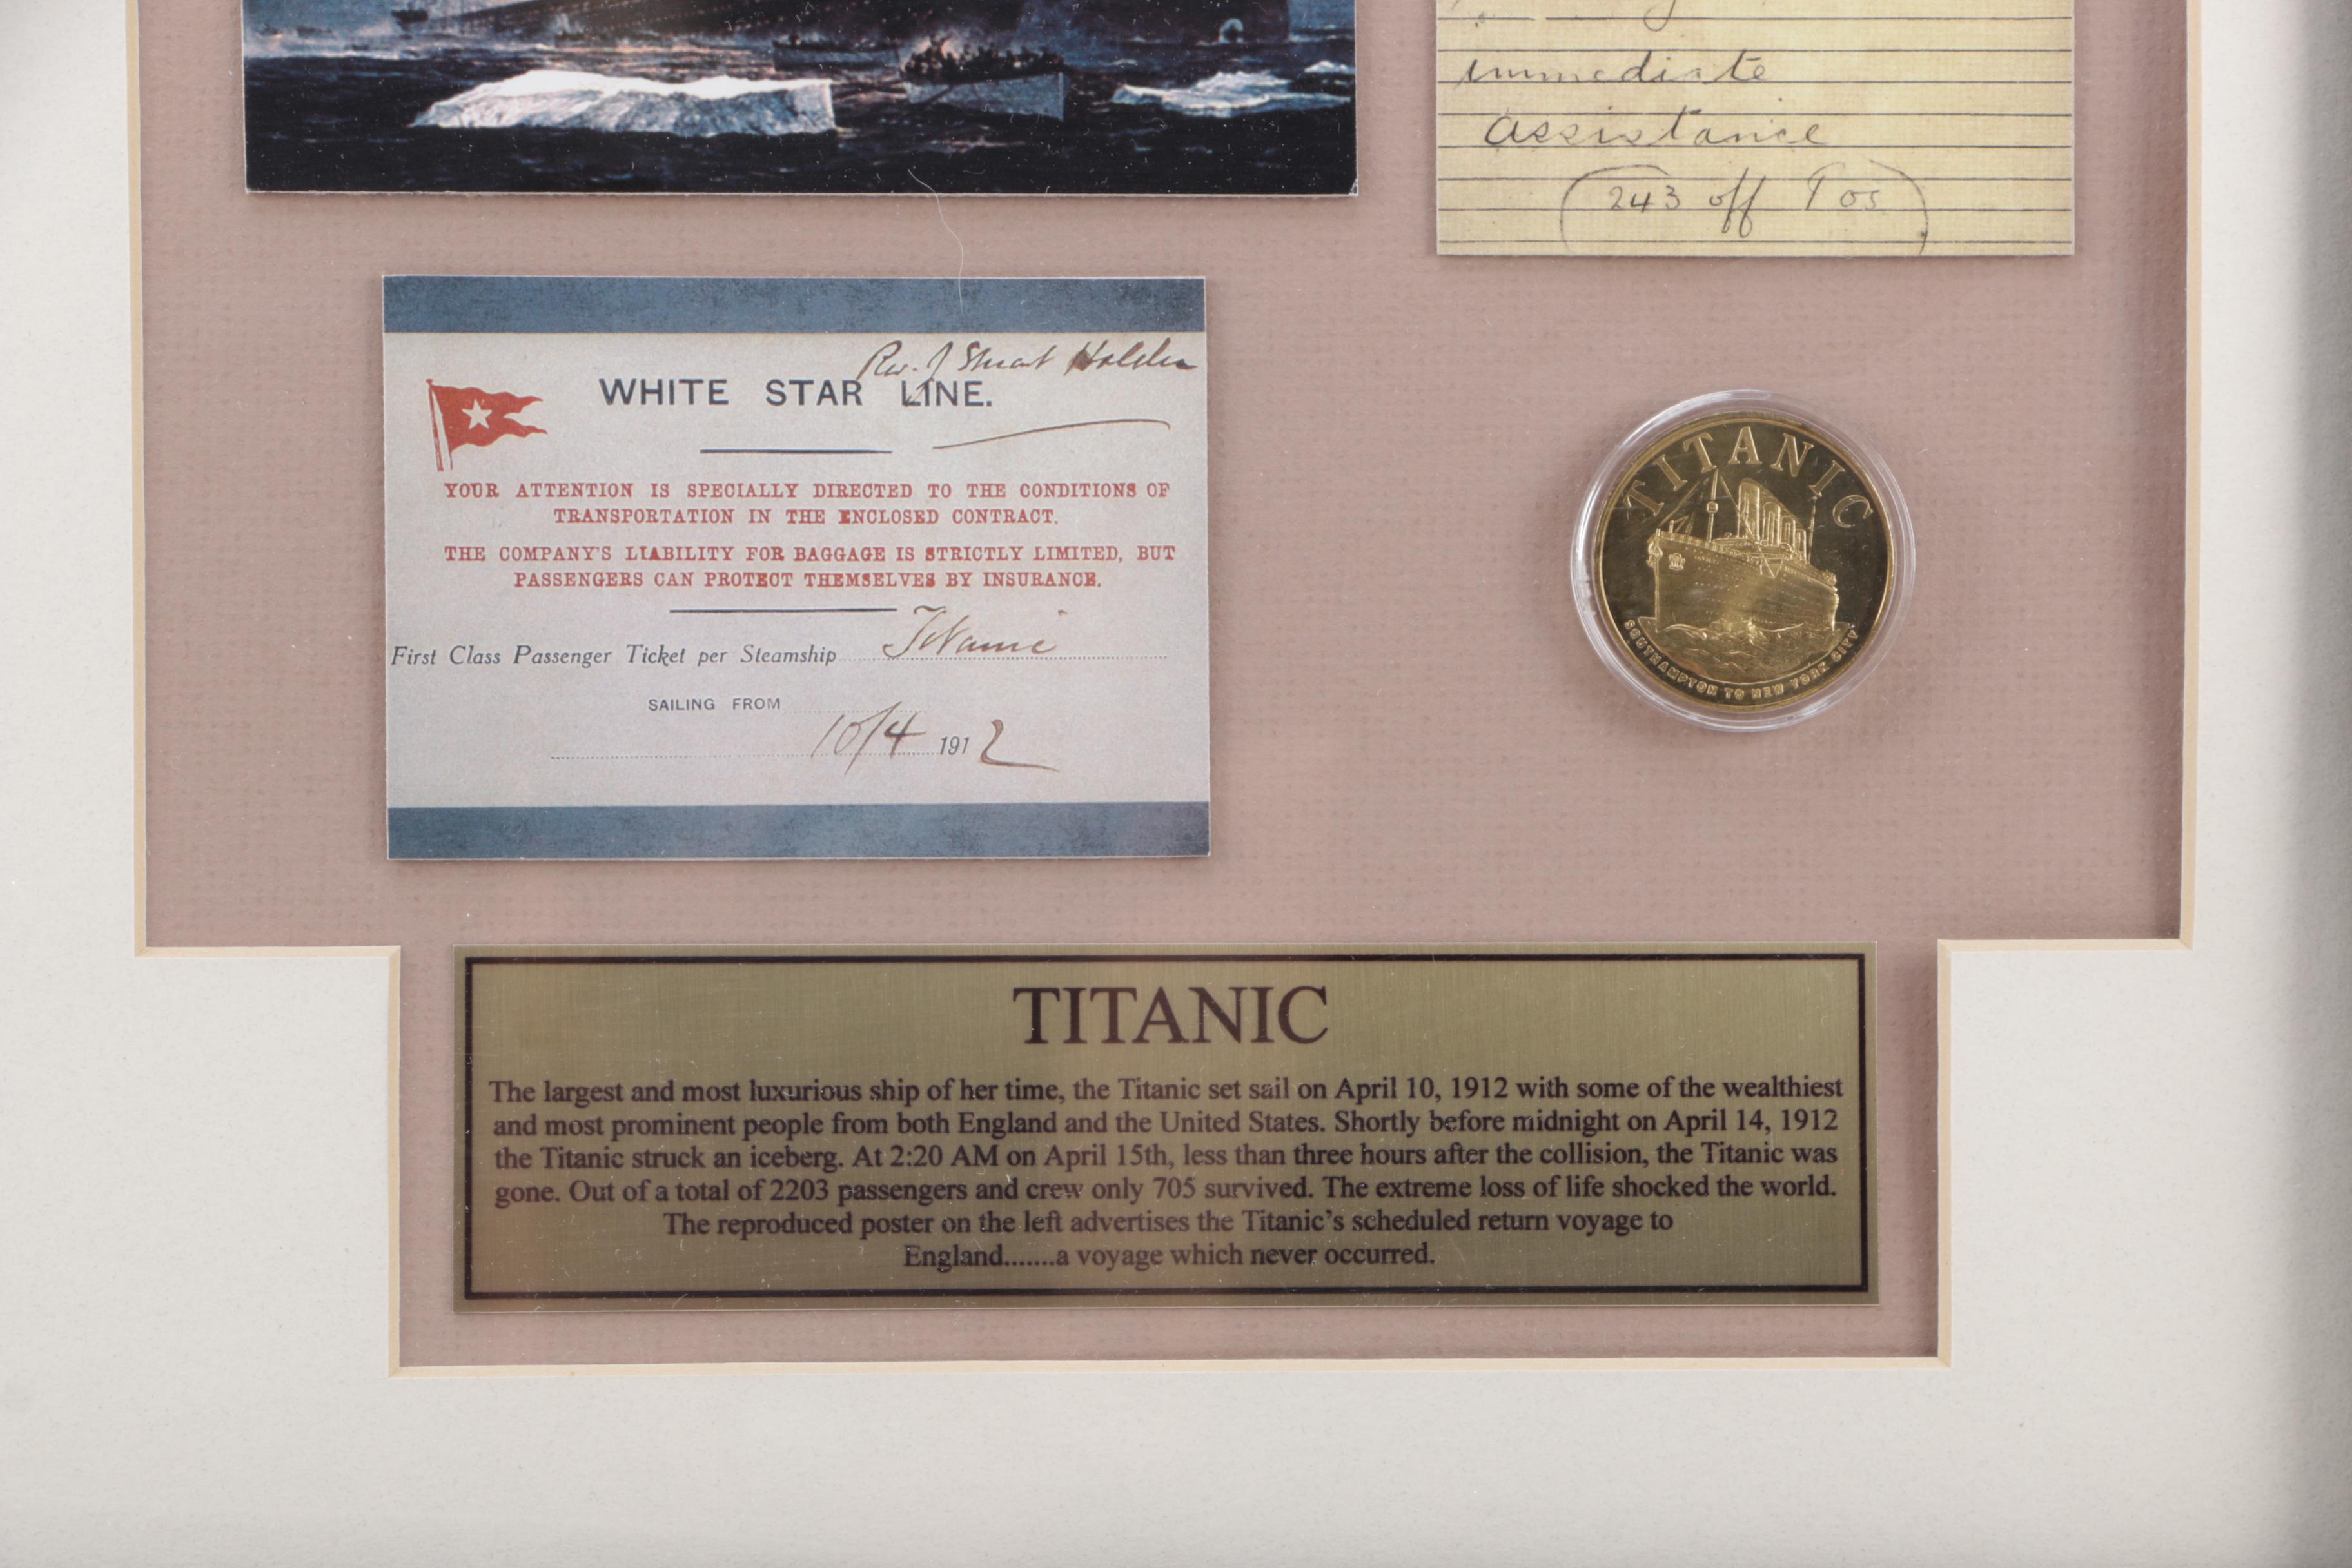 immediate
assistance
243 off Pos
Rev. J Stuart Holden
WHITE STAR LINE.
YOUR ATTENTION IS SPECIALLY DIRECTED TO THE CONDITIONS OF
TRANSPORTATION IN THE ENCLOSED CONTRACT.
THE COMPANY'S LIABILITY FOR BAGGAGE IS STRICTLY LIMITED, BUT
PASSENGERS CAN PROTECT THEMSELVES BY INSURANCE.
First Class Passenger Ticket per Steamship Titanic
SAILING FROM
10/4 1912
TITANIC
SOUTHAMPTON TO NEW YORK CITY
TITANIC
The largest and most luxurious ship of her time, the Titanic set sail on April 10, 1912 with some of the wealthiest
and most prominent people from both England and the United States. Shortly before midnight on April 14, 1912
the Titanic struck an iceberg. At 2:20 AM on April 15th, less than three hours after the collision, the Titanic was
gone. Out of a total of 2203 passengers and crew only 705 survived. The extreme loss of life shocked the world.
The reproduced poster on the left advertises the Titanic's scheduled return voyage to
England.......a voyage which never occurred.